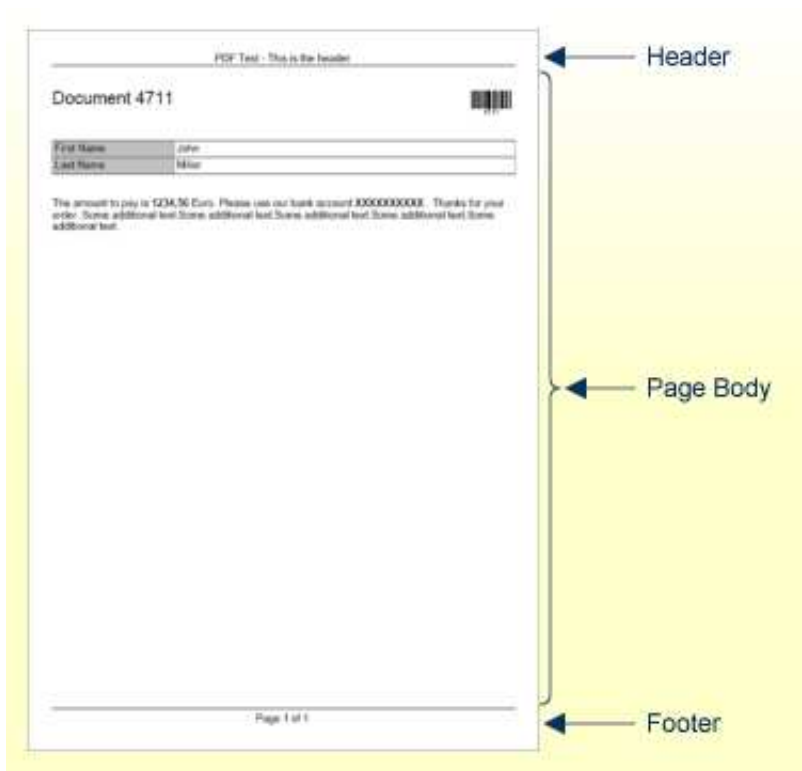 PDF Test - This is the header
Header
Document 4711
4711
First Name John
Last Name Miller
The amount to pay is 1234,56 Euro. Please use our bank account XXXXXXXXXX . Thanks for your
order. Some additional text.Some additional text.Some additional text.Some additional text.Some
additional text.
Page Body
Page 1 of 1
Footer